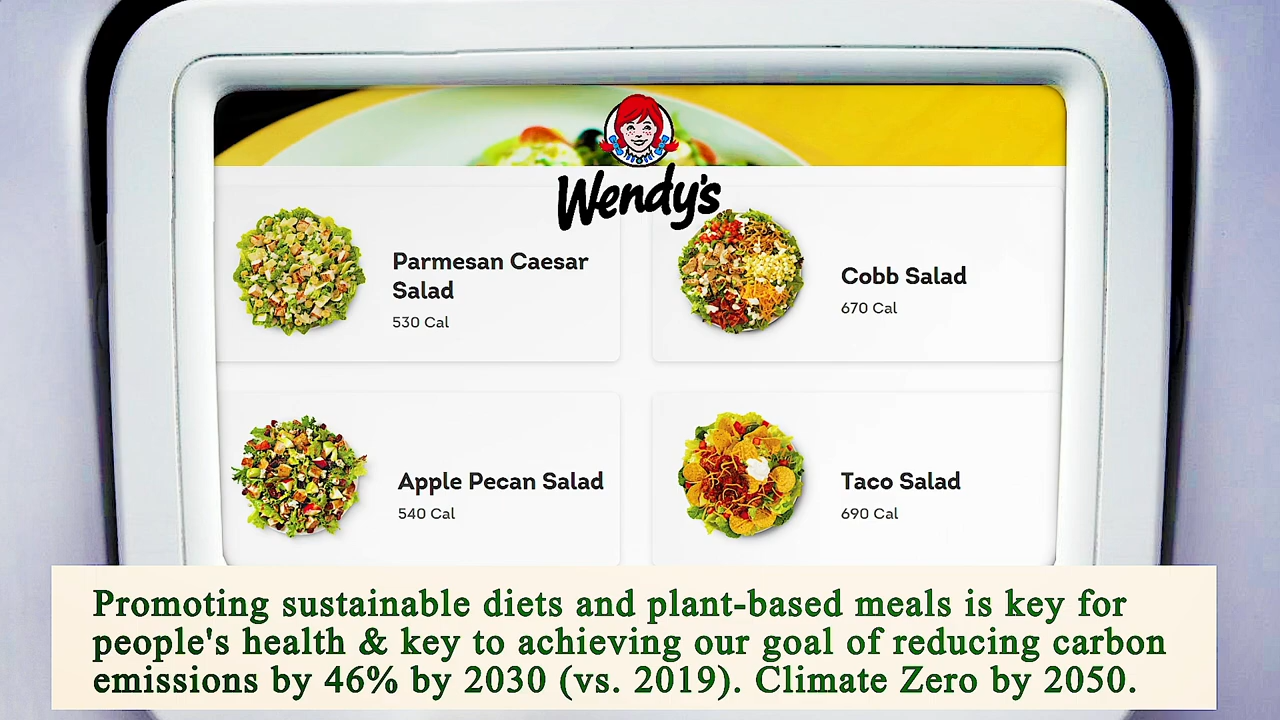 Wendy's
Parmesan Caesar
Salad
530 Cal
Cobb Salad
670 Cal
Apple Pecan Salad
540 Cal
Taco Salad
690 Cal
Promoting sustainable diets and plant-based meals is key for
people's health & key to achieving our goal of reducing carbon
emissions by 46% by 2030 (vs. 2019). Climate Zero by 2050.